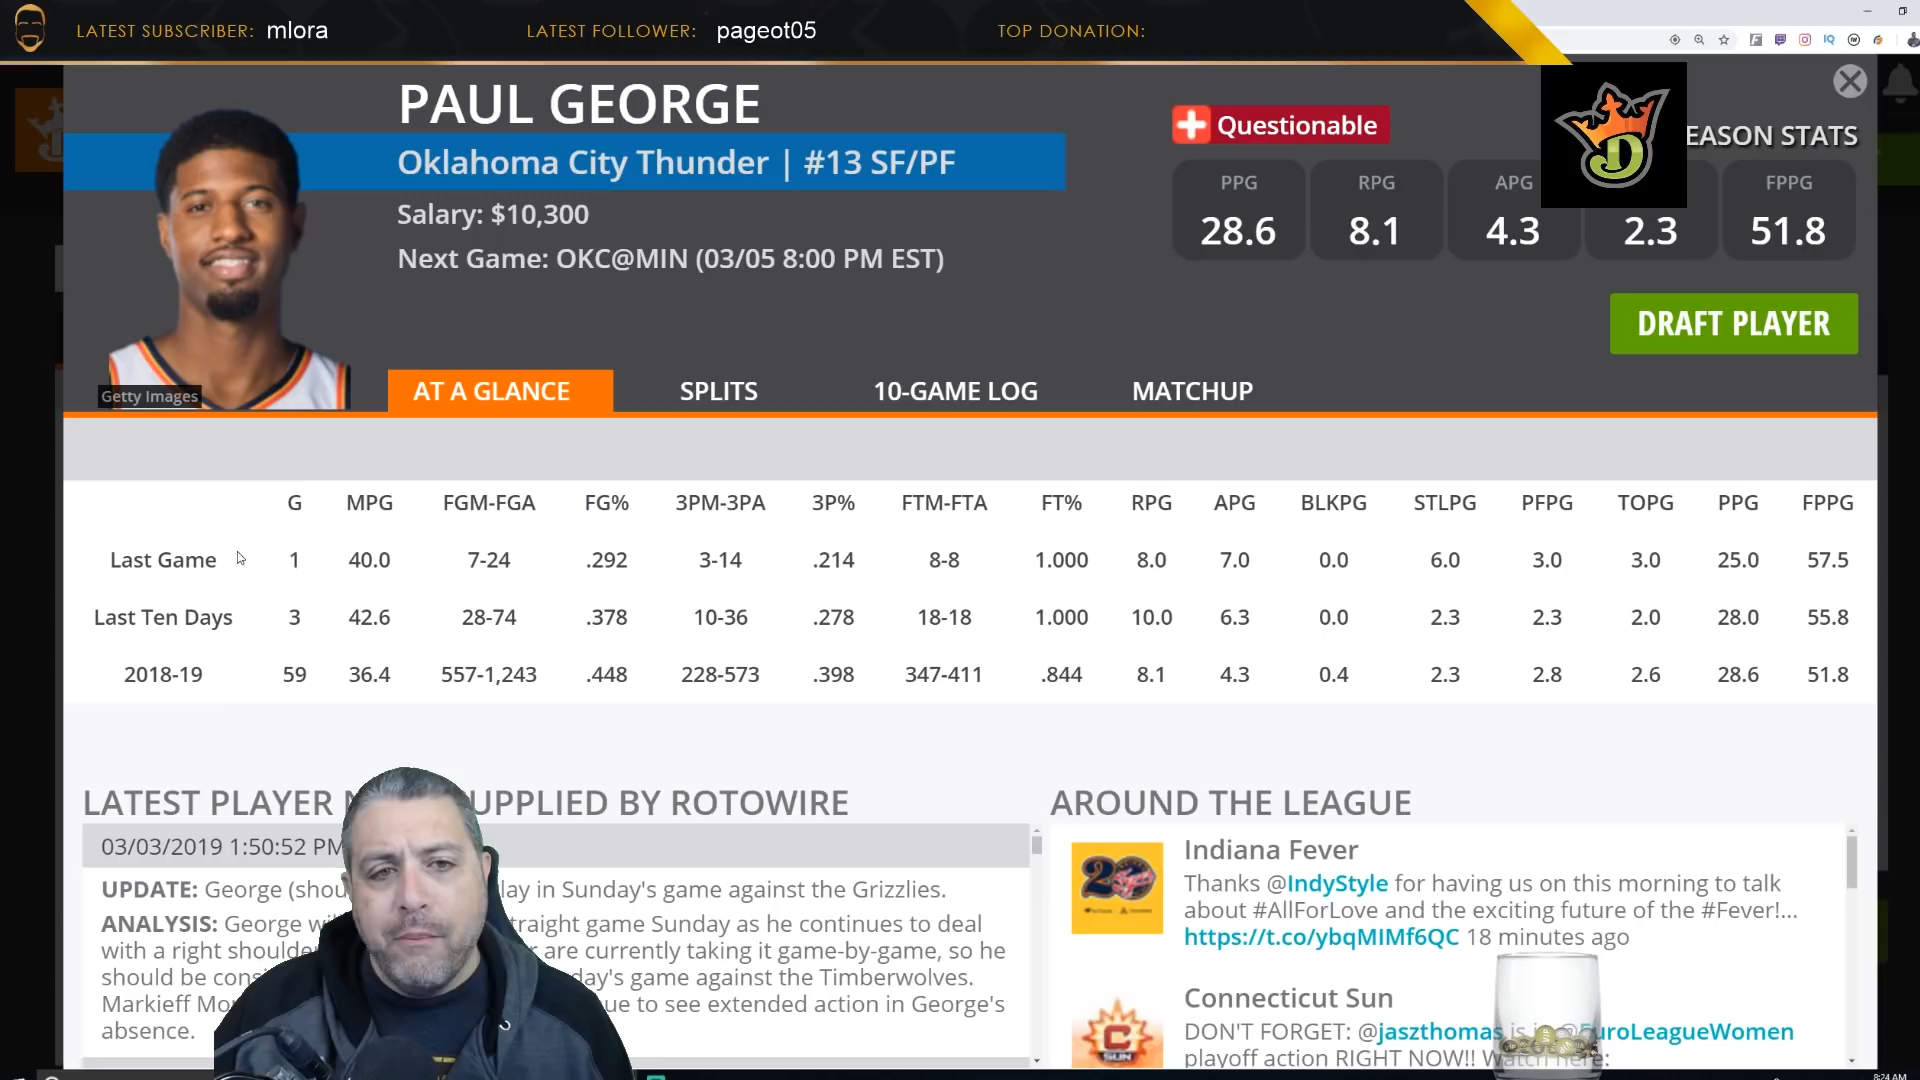 LATEST SUBSCRIBER: mlora LATEST FOLLOWER: pageot05 TOP DONATION:
PAUL GEORGE
Oklahoma City Thunder | #13 SF/PF
Salary: $10,300
Next Game: OKC@MIN (03/05 8:00 PM EST)
Getty Images
Questionable
EASON STATS
PPG RPG APG FPPG
28.6 8.1 4.3 2.3 51.8
DRAFT PLAYER
AT A GLANCE SPLITS 10-GAME LOG MATCHUP
G MPG FGM-FGA FG% 3PM-3PA 3P% FTM-FTA FT% RPG APG BLKPG STLPG PFPG TOPG PPG FPPG
Last Game 1 40.0 7-24 .292 3-14 .214 8-8 1.000 8.0 7.0 0.0 6.0 3.0 3.0 25.0 57.5
Last Ten Days 3 42.6 28-74 .378 10-36 .278 18-18 1.000 10.0 6.3 0.0 2.3 2.3 2.0 28.0 55.8
2018-19 59 36.4 557-1,243 .448 228-573 .398 347-411 .844 8.1 4.3 0.4 2.3 2.8 2.6 28.6 51.8
LATEST PLAYER UPPLIED BY ROTOWIRE
03/03/2019 1:50:52 PM
UPDATE: George (shou lay in Sunday's game against the Grizzlies.
ANALYSIS: George wi traight game Sunday as he continues to deal
with a right shoulde are currently taking it game-by-game, so he
should be cons day's game against the Timberwolves.
Markieff Mo ue to see extended action in George's
absence.
AROUND THE LEAGUE
Indiana Fever
Thanks @IndyStyle for having us on this morning to talk
about #AllForLove and the exciting future of the #Fever!...
https://t.co/ybqMIMf6QC 18 minutes ago
Connecticut Sun
DON'T FORGET: @jaszthomas is i @EuroLeagueWomen
playoff action RIGHT NOW!! Watch here:
SUN
8:24 AM